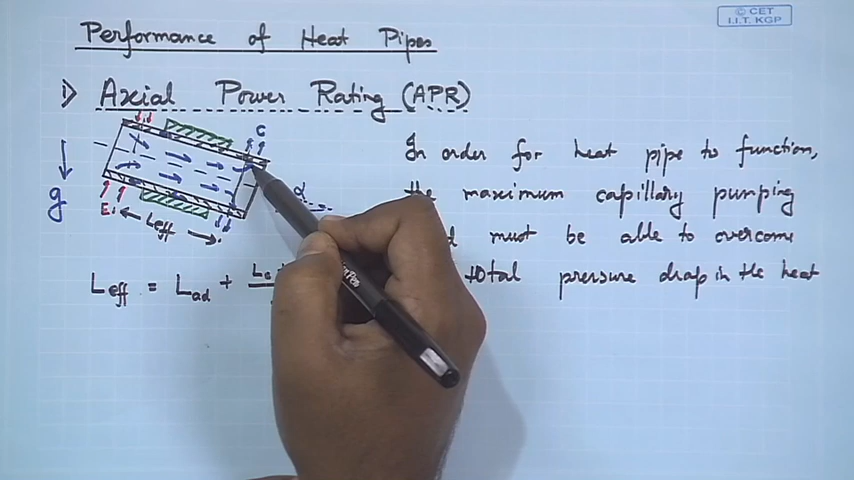 © CET
I.I.T. KGP
Performance of Heat Pipes
1) Axial Power Rating (APR)
C
g
α
E
Leff
In order for heat pipe to function,
the maximum capillary pumping
must be able to overcome
total pressure drop in the heat
Leff = Lad +